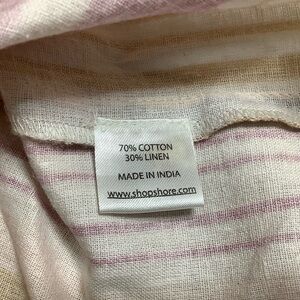 70% COTTON
30% LINEN
MADE IN INDIA
www.shopshore.com